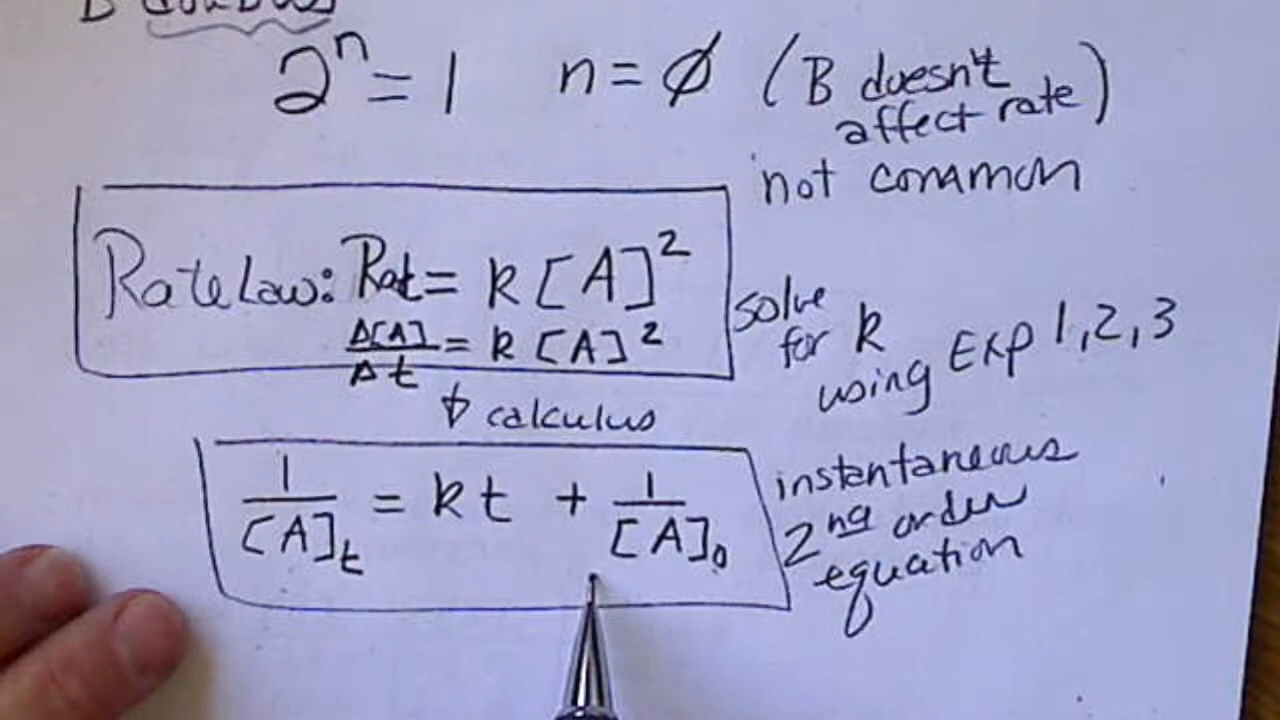 B
2ⁿ = 1 n = ∅ (B doesn't affect rate)
not common
Rate Law: Rat = k [A]²
Δ[A]/Δt = k [A]²
solve for k using Exp 1, 2, 3
↓ calculus
1/[A]ₜ = kt + 1/[A]₀
instantaneous
2nd order
equation